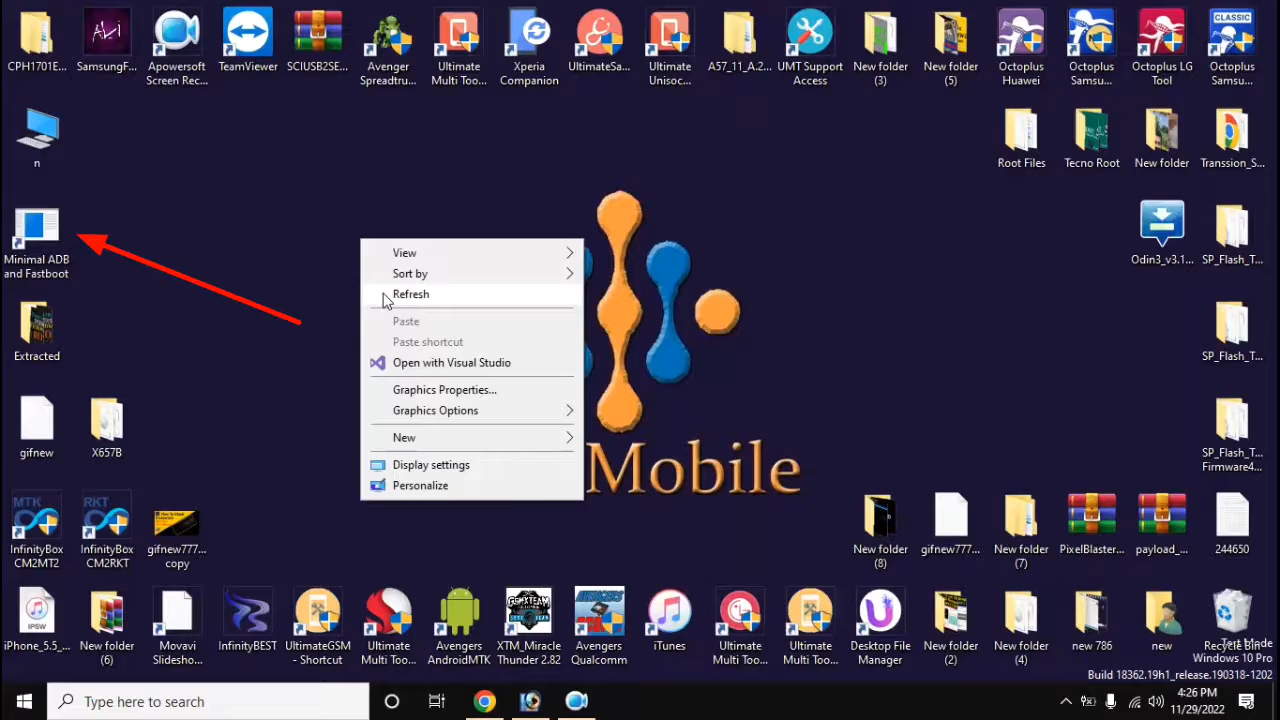 CPH1701E...
SamsungF...
Apowersoft
Screen Rec...
TeamViewer
SCIUSB2SE...
Avenger
Spreadtru...
Ultimate
Multi Too...
Xperia
Companion
UltimateSa...
Ultimate
Unisoc...
A57_11_A.2...
UMT Support
Access
New folder
(3)
New folder
(5)
Octoplus
Huawei
Octoplus
Samsu...
Octoplus LG
Tool
CLASSIC
Octoplus
Samsu...
n
Root Files
Tecno Root
New folder
Transsion_S...
Minimal ADB
and Fastboot
Odin3_v3.1...
SP_Flash_T...
Extracted
SP_Flash_T...
gifnew
X657B
SP_Flash_T...
Firmware4...
View
Sort by
Refresh
Paste
Paste shortcut
Open with Visual Studio
Graphics Properties...
Graphics Options
New
Display settings
Personalize
Mobile
MTK
InfinityBox
CM2MT2
RKT
InfinityBox
CM2RKT
gifnew777...
copy
New folder
(8)
gifnew777...
New folder
(7)
PixelBlaster...
payload_...
244650
IPSW
iPhone_5.5_...
New folder
(6)
Movavi
Slidesho...
InfinityBEST
UltimateGSM
- Shortcut
Ultimate
Multi Too...
Avengers
AndroidMTK
XTM_Miracle
Thunder 2.82
AVENGERS
Avengers
Qualcomm
iTunes
Ultimate
Multi Too...
Ultimate
Multi Too...
Desktop File
Manager
New folder
(2)
New folder
(4)
new 786
new
Recycle Bin
Test Mode
Windows 10 Pro
Build 18362.19h1_release.190318-1202
Type here to search
4:26 PM
11/29/2022